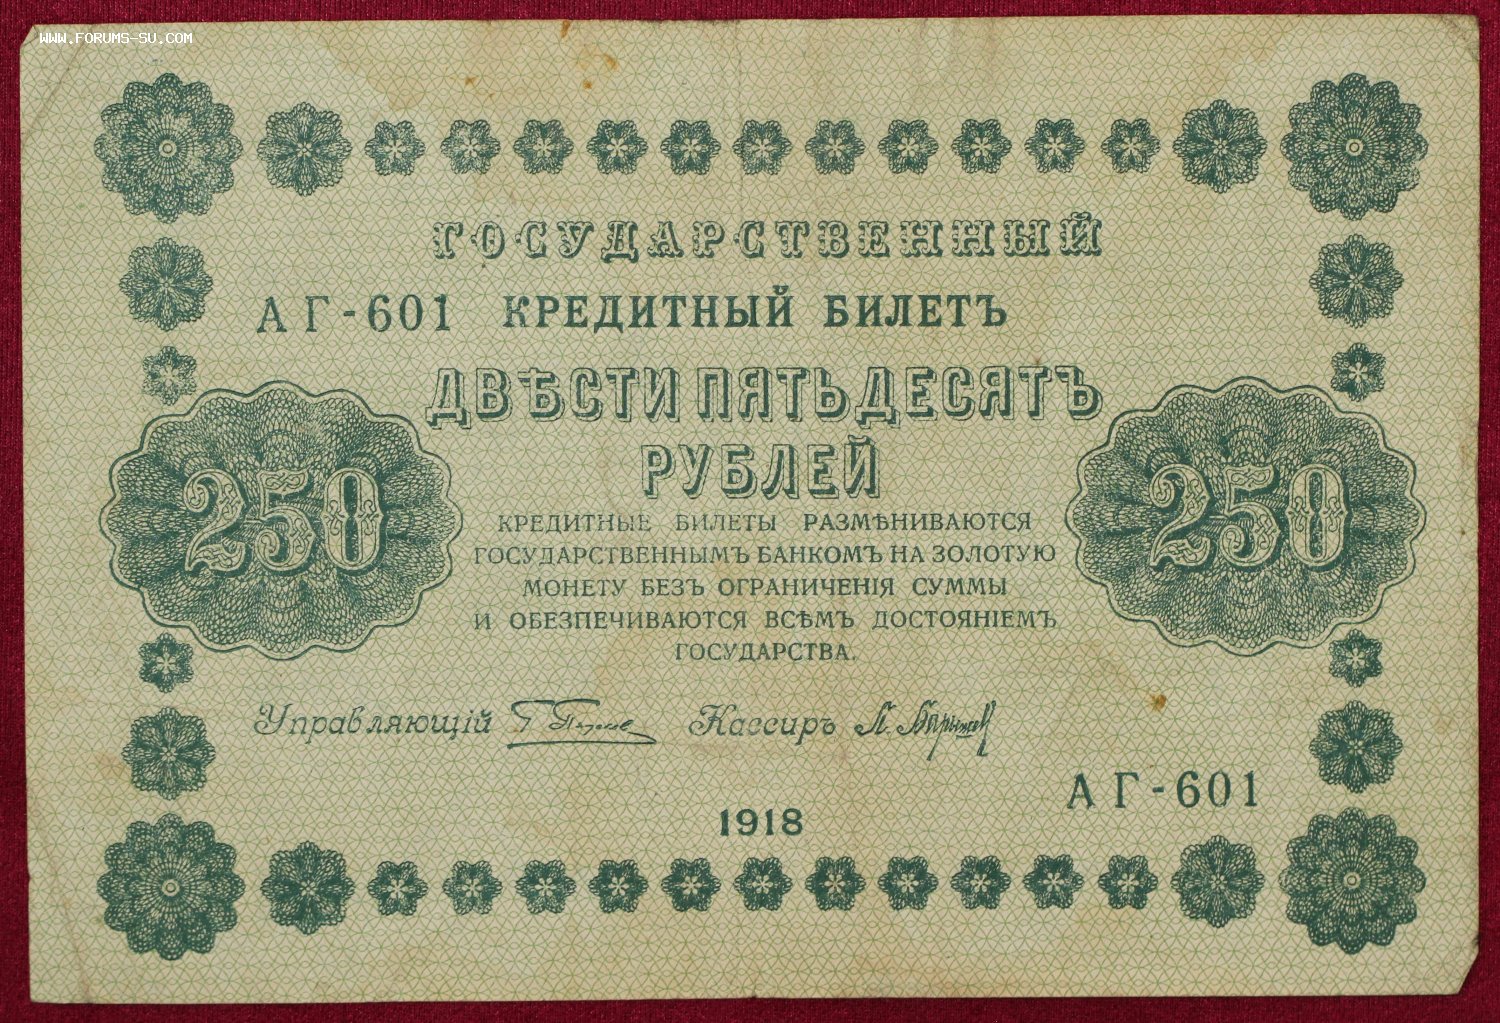 WWW.FORUMS-SU.COM
ГОСУДАРСТВЕННЫЙ
АГ-601 КРЕДИТНЫЙ БИЛЕТЪ
ДВѢСТИ ПЯТЬДЕСЯТЪ
РУБЛЕЙ
250 250
КРЕДИТНЫЕ БИЛЕТЫ РАЗМѢНИВАЮТСЯ
ГОСУДАРСТВЕННЫМЪ БАНКОМЪ НА ЗОЛОТУЮ
МОНЕТУ БЕЗЪ ОГРАНИЧЕНІЯ СУММЫ
И ОБЕЗПЕЧИВАЮТСЯ ВСѢМЪ ДОСТОЯНІЕМЪ
ГОСУДАРСТВА.
Управляющій Кассиръ
АГ-601
1918